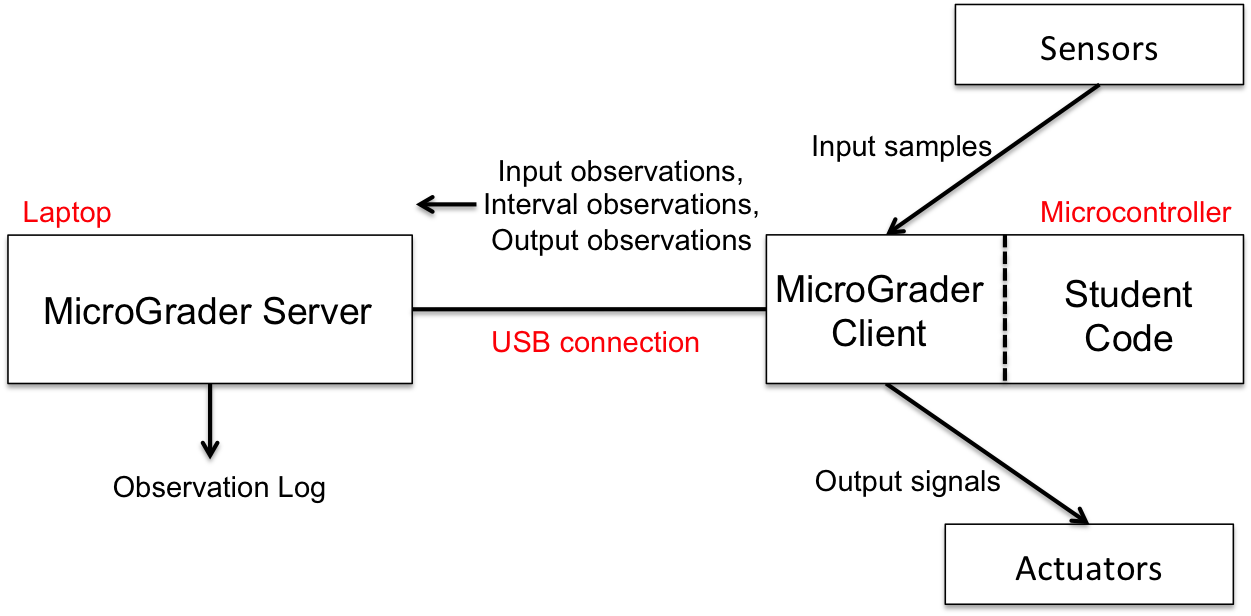 Sensors
Input samples
Input observations,
Interval observations,
Output observations
Laptop
Microcontroller
MicroGrader Server
MicroGrader
Client
Student
Code
USB connection
Observation Log
Output signals
Actuators